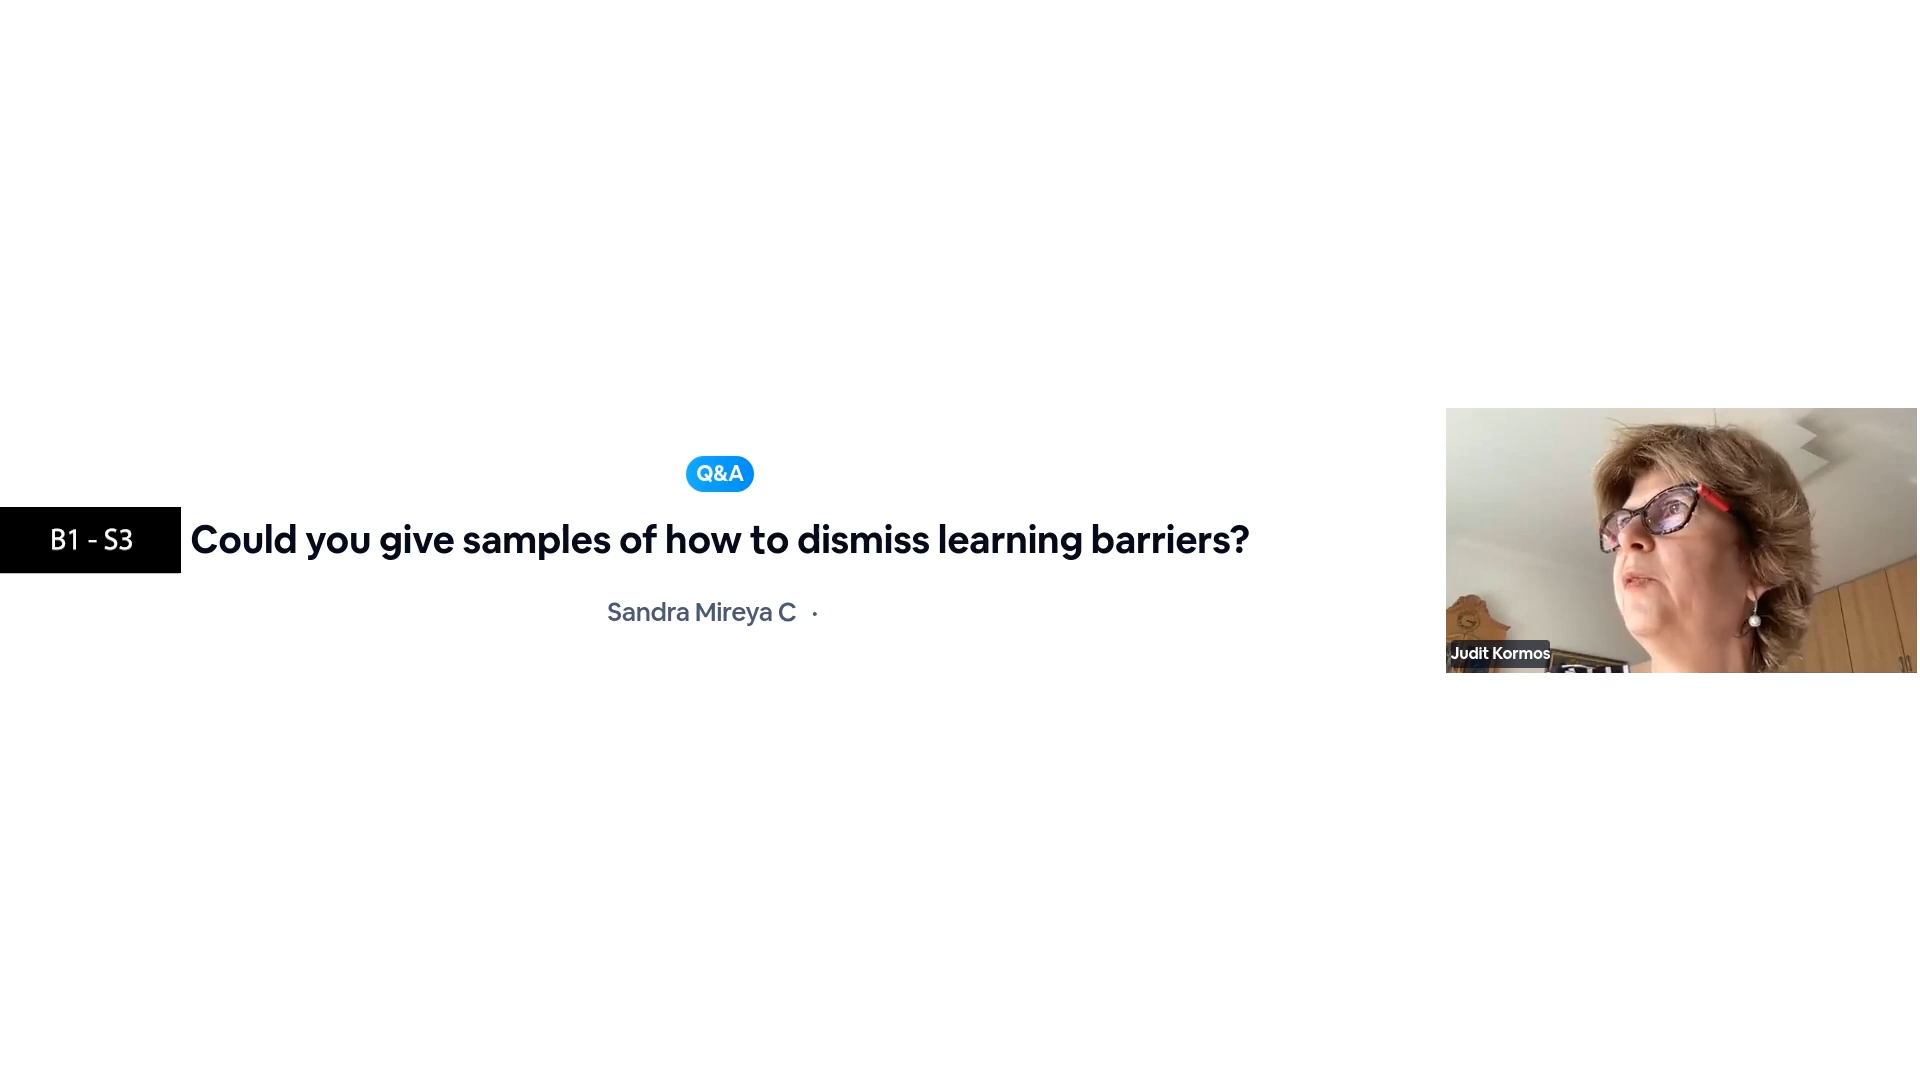 Q&A
B1 - S3
Could you give samples of how to dismiss learning barriers?
Sandra Mireya C ·
Judit Kormos